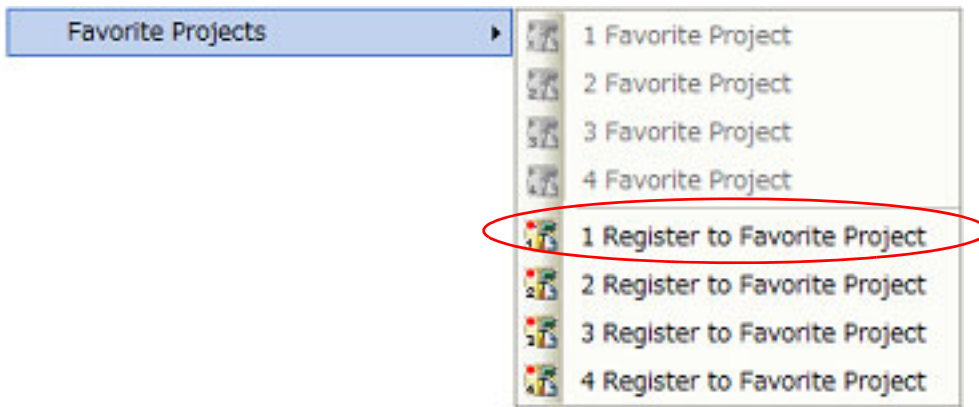 Favorite Projects
1 Favorite Project
2 Favorite Project
3 Favorite Project
4 Favorite Project
1 Register to Favorite Project
2 Register to Favorite Project
3 Register to Favorite Project
4 Register to Favorite Project